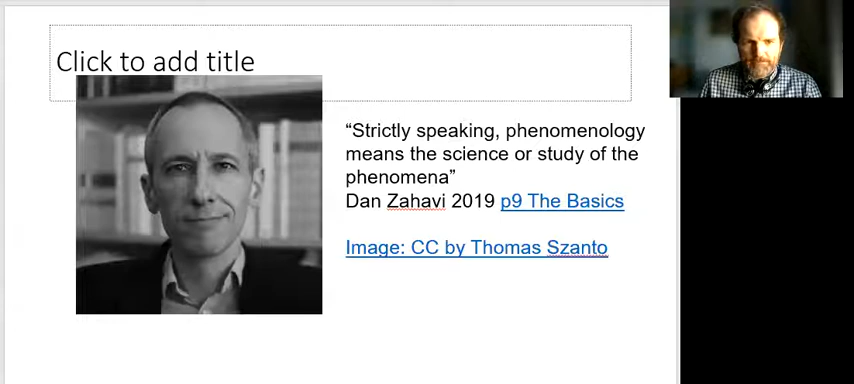 Click to add title
“Strictly speaking, phenomenology
means the science or study of the
phenomena”
Dan Zahavi 2019 p9 The Basics
Image: CC by Thomas Szanto